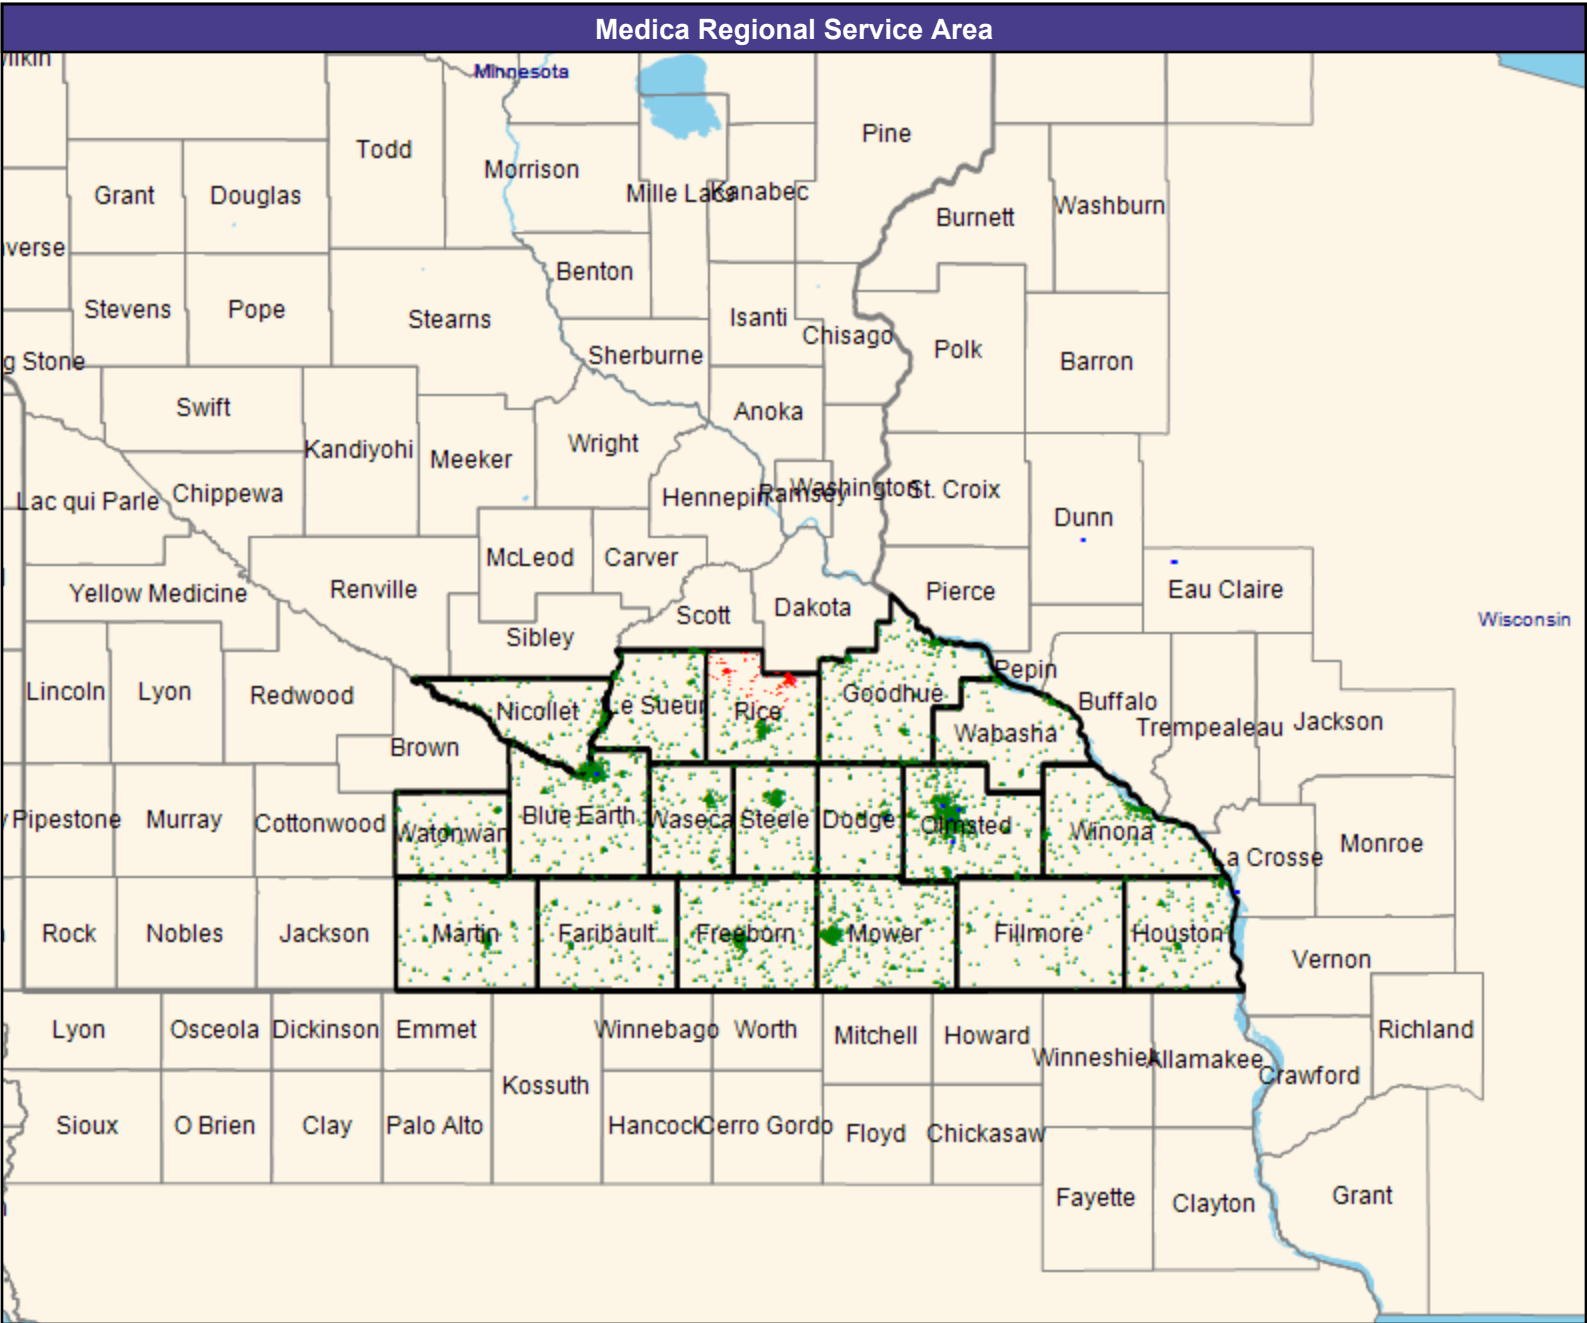 Medica Regional Service Area
Minnesota
Todd
Pine
Morrison
Grant
Douglas
Mille Lacs
Kanabec
Burnett
Washburn
verse
Benton
Stevens
Pope
Stearns
Isanti
Chisago
Polk
Barron
Sherburne
g Stone
Swift
Anoka
Kandiyohi
Meeker
Wright
Lac qui Parle
Chippewa
Hennepin
Ramsey
Washington
St. Croix
Dunn
McLeod
Carver
Yellow Medicine
Renville
Pierce
Eau Claire
Scott
Dakota
Wisconsin
Sibley
Pepin
Lincoln
Lyon
Redwood
Nicollet
Le Sueur
Rice
Goodhue
Buffalo
Trempealeau
Jackson
Brown
Wabasha
Pipestone
Murray
Cottonwood
Watonwan
Blue Earth
Waseca
Steele
Dodge
Olmsted
Winona
La Crosse
Monroe
Rock
Nobles
Jackson
Martin
Faribault
Freeborn
Mower
Fillmore
Houston
Vernon
Lyon
Osceola
Dickinson
Emmet
Winnebago
Worth
Mitchell
Howard
Richland
Winneshiek
Allamakee
Crawford
Kossuth
Sioux
O Brien
Clay
Palo Alto
Hancock
Cerro Gordo
Floyd
Chickasaw
Fayette
Clayton
Grant